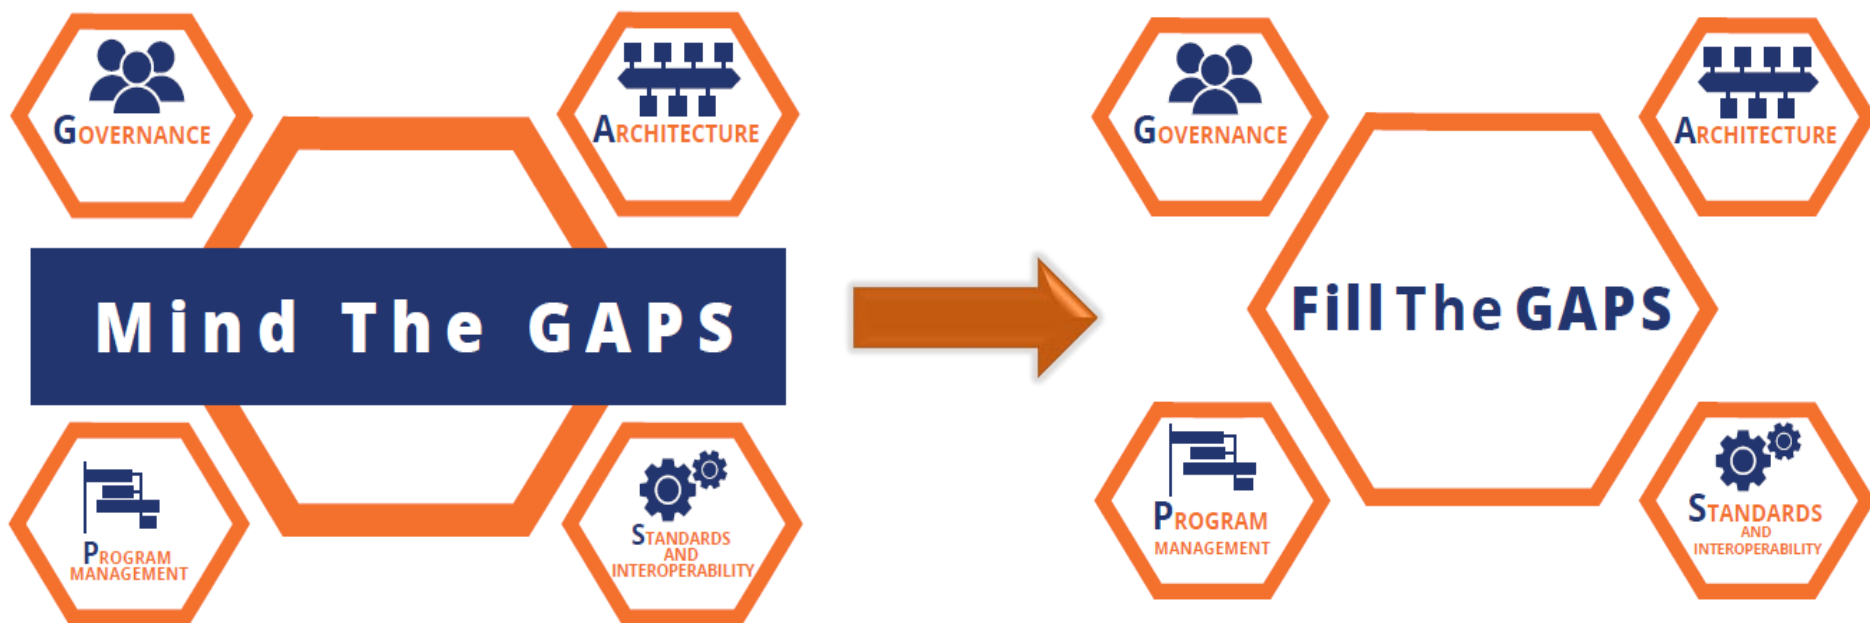 GOVERNANCE
ARCHITECTURE
Mind The GAPS
PROGRAM
MANAGEMENT
STANDARDS
AND
INTEROPERABILITY
GOVERNANCE
ARCHITECTURE
Fill The GAPS
PROGRAM
MANAGEMENT
STANDARDS
AND
INTEROPERABILITY